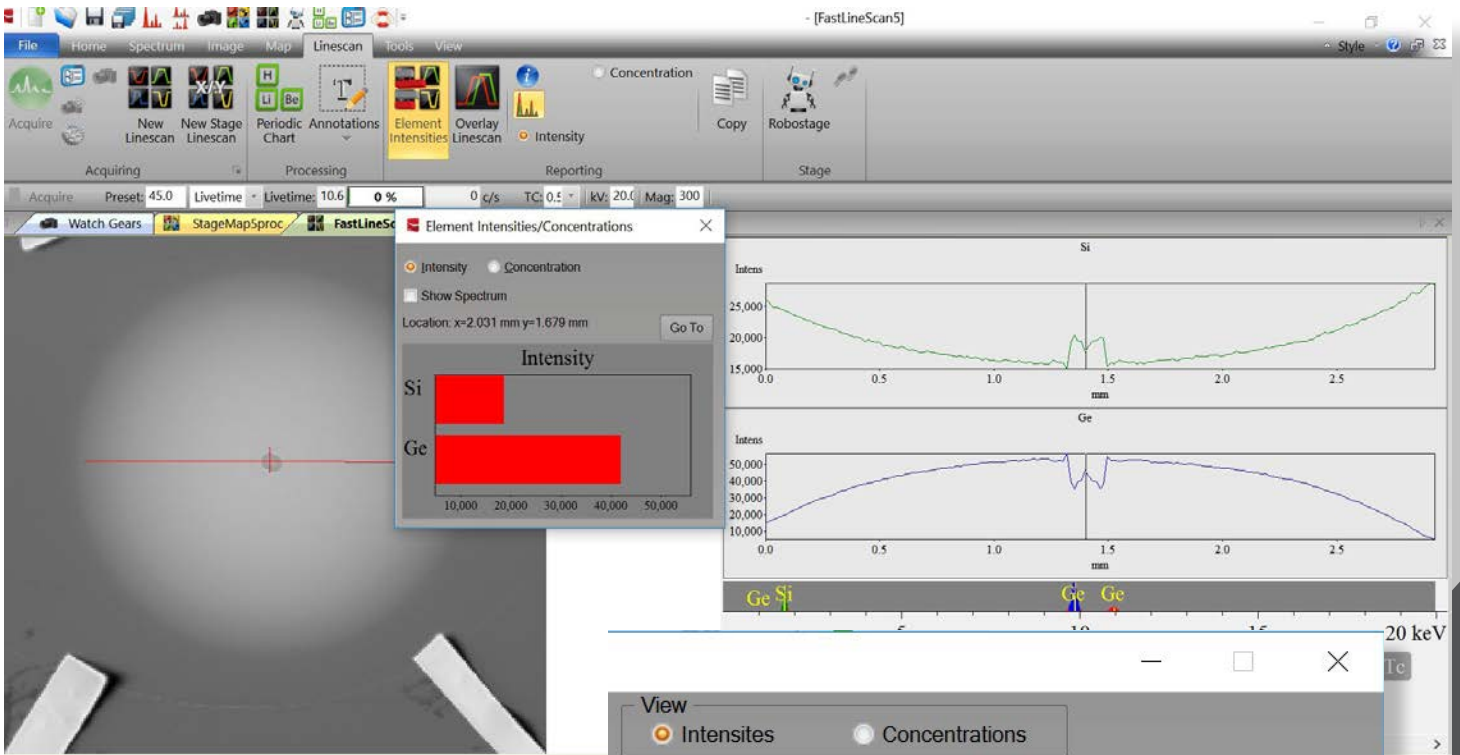 - [FastLineScan5]
File Home Spectrum Image Map Linescan Tools View
Style
H
Li Be
Concentration
X/Y
Acquire
New Linescan
New Stage Linescan
Periodic Chart
Annotations
Element Intensities
Overlay Linescan
Intensity
Copy
Robostage
Acquiring Processing Reporting Stage
Acquire Preset: 45.0 Livetime Livetime: 10.6 0 % 0 c/s TC: 0.5 kV: 20.0 Mag: 300
Watch Gears StageMapSproc FastLineSc
Element Intensities/Concentrations
Intensity Concentration
Show Spectrum
Location: x=2.031 mm y=1.679 mm Go To
Intensity
Si
Ge
10,000 20,000 30,000 40,000 50,000
Si
Intens
25,000
20,000
15,000
0.0 0.5 1.0 1.5 2.0 2.5
mm
Ge
Intens
50,000
40,000
30,000
20,000
10,000
0.0 0.5 1.0 1.5 2.0 2.5
mm
Ge Si Ge Ge
20 keV
Tc
View
Intensites Concentrations